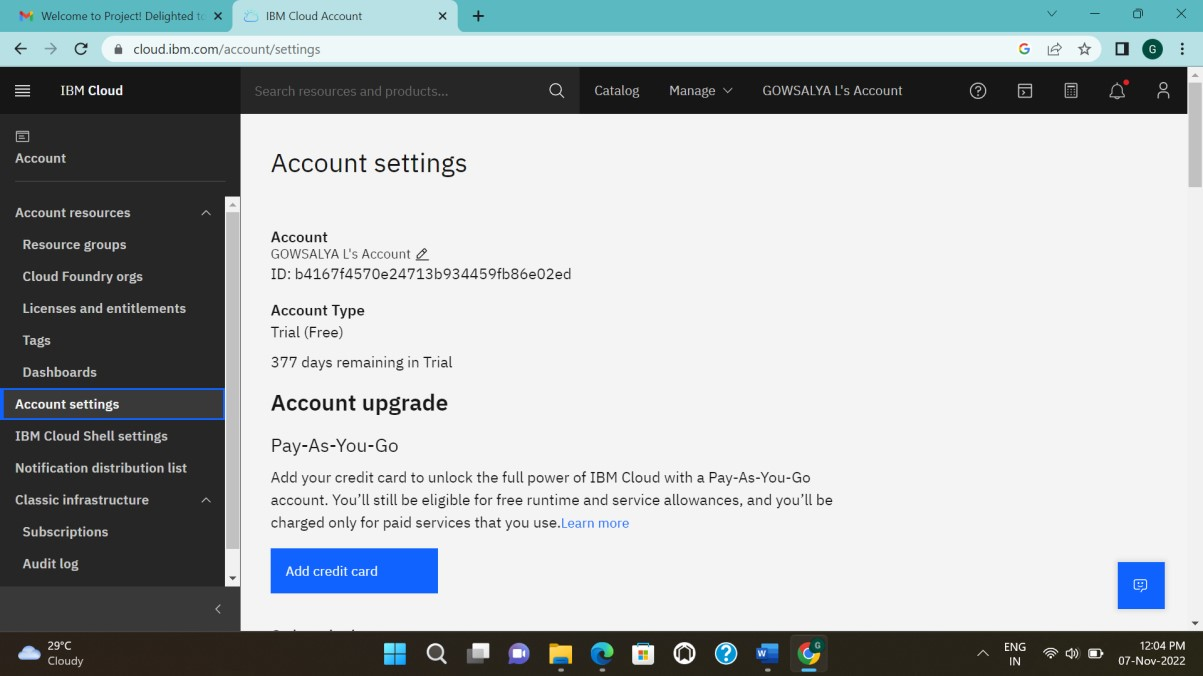 Welcome to Project! Delighted to
IBM Cloud Account
cloud.ibm.com/account/settings
G
G
IBM Cloud
Search resources and products...
Catalog
Manage
GOWSALYA L's Account
Account
Account resources
Resource groups
Cloud Foundry orgs
Licenses and entitlements
Tags
Dashboards
Account settings
IBM Cloud Shell settings
Notification distribution list
Classic infrastructure
Subscriptions
Audit log
Account settings
Account
GOWSALYA L's Account
ID: b4167f4570e24713b934459fb86e02ed
Account Type
Trial (Free)
377 days remaining in Trial
Account upgrade
Pay-As-You-Go
Add your credit card to unlock the full power of IBM Cloud with a Pay-As-You-Go
account. You’ll still be eligible for free runtime and service allowances, and you’ll be
charged only for paid services that you use.Learn more
Add credit card
29°C
Cloudy
W
G
ENG
IN
12:04 PM
07-Nov-2022